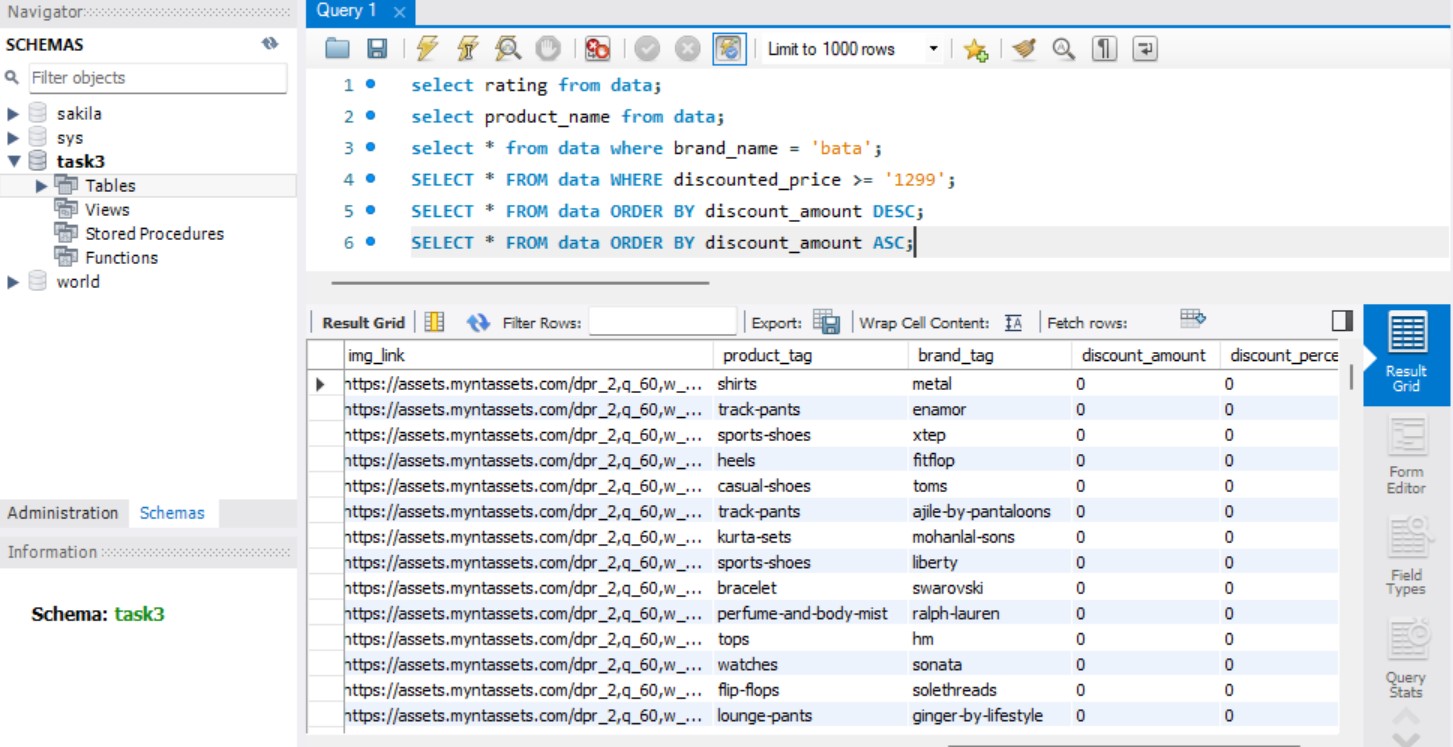 Navigator
SCHEMAS
Filter objects
sakila
sys
task3
Tables
Views
Stored Procedures
Functions
world
Administration Schemas
Information
Schema: task3
Query 1
Limit to 1000 rows
1 select rating from data;
2 select product_name from data;
3 select * from data where brand_name = 'bata';
4 SELECT * FROM data WHERE discounted_price >= '1299';
5 SELECT * FROM data ORDER BY discount_amount DESC;
6 SELECT * FROM data ORDER BY discount_amount ASC;
Result Grid Filter Rows: Export: Wrap Cell Content: Fetch rows:
img_link product_tag brand_tag discount_amount discount_perce
https://assets.myntassets.com/dpr_2,q_60,w_... shirts metal 0 0
https://assets.myntassets.com/dpr_2,q_60,w_... track-pants enamor 0 0
https://assets.myntassets.com/dpr_2,q_60,w_... sports-shoes xtep 0 0
https://assets.myntassets.com/dpr_2,q_60,w_... heels fitflop 0 0
https://assets.myntassets.com/dpr_2,q_60,w_... casual-shoes toms 0 0
https://assets.myntassets.com/dpr_2,q_60,w_... track-pants ajile-by-pantaloons 0 0
https://assets.myntassets.com/dpr_2,q_60,w_... kurta-sets mohanlal-sons 0 0
https://assets.myntassets.com/dpr_2,q_60,w_... sports-shoes liberty 0 0
https://assets.myntassets.com/dpr_2,q_60,w_... bracelet swarovski 0 0
https://assets.myntassets.com/dpr_2,q_60,w_... perfume-and-body-mist ralph-lauren 0 0
https://assets.myntassets.com/dpr_2,q_60,w_... tops hm 0 0
https://assets.myntassets.com/dpr_2,q_60,w_... watches sonata 0 0
https://assets.myntassets.com/dpr_2,q_60,w_... flip-flops solethreads 0 0
https://assets.myntassets.com/dpr_2,q_60,w_... lounge-pants ginger-by-lifestyle 0 0
Result
Grid
Form
Editor
Field
Types
Query
Stats